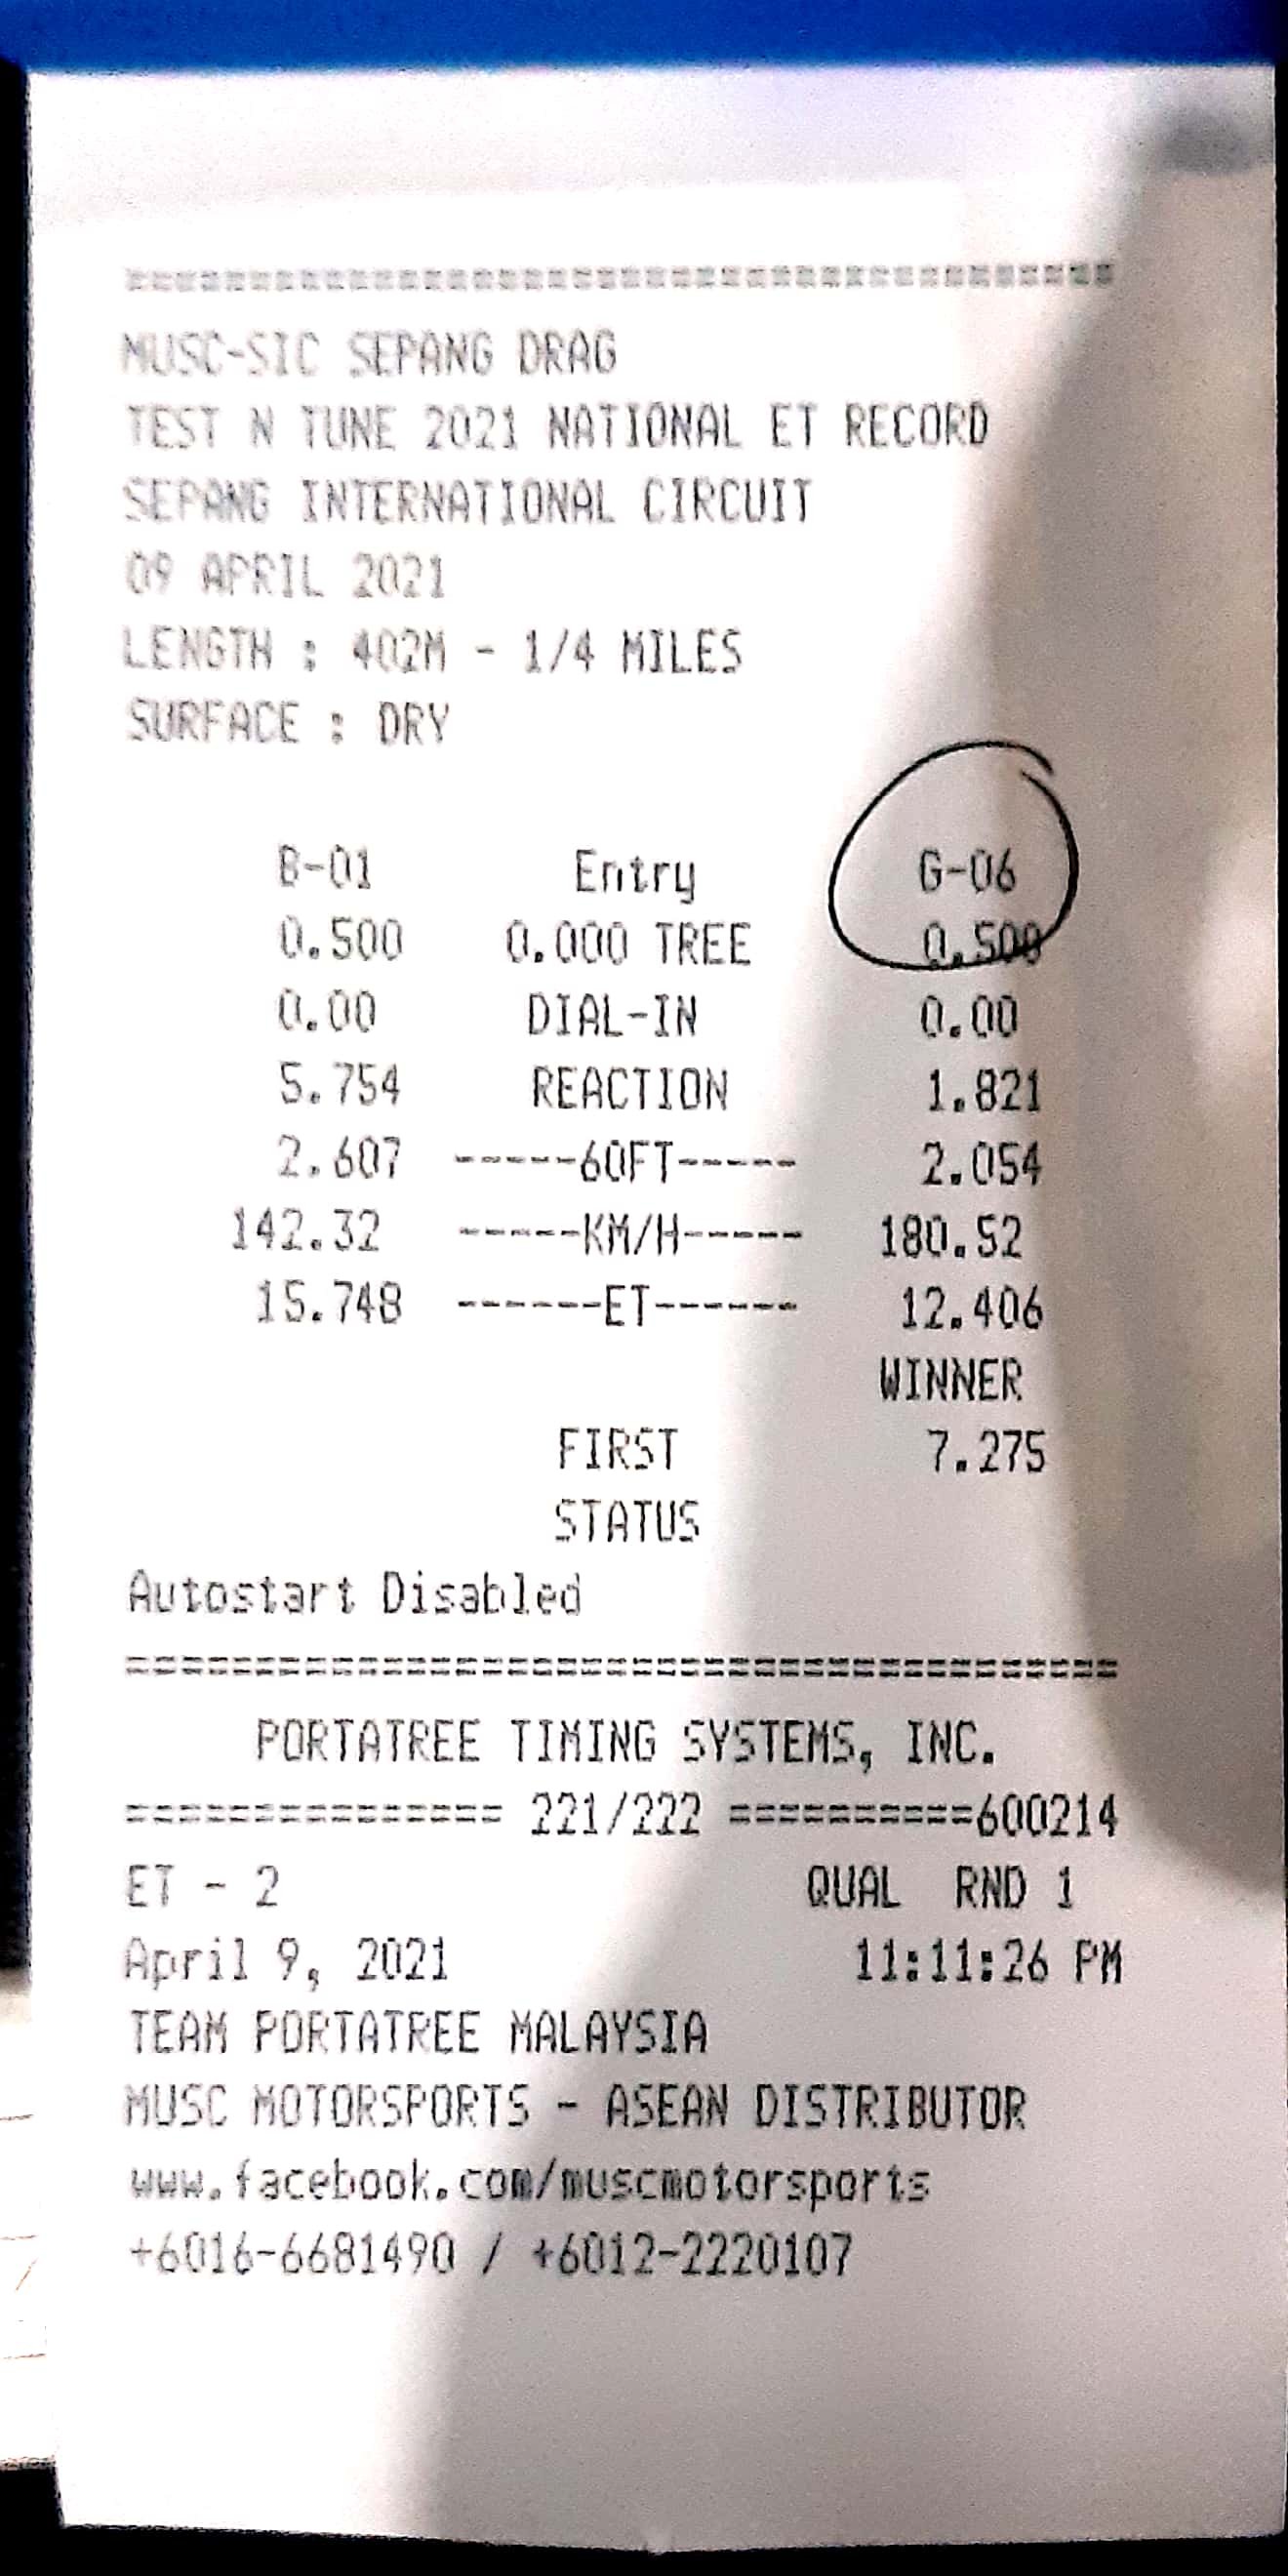 =======================================
MUSC-SIC SEPANG DRAG
TEST N TUNE 2021 NATIONAL ET RECORD
SEPANG INTERNATIONAL CIRCUIT
09 APRIL 2021
LENGTH : 402M - 1/4 MILES
SURFACE : DRY
B-01 Entry G-06
0.500 0.000 TREE 0.500
0.00 DIAL-IN 0.00
5.754 REACTION 1.821
2.607 -----60FT----- 2.054
142.32 -----KM/H----- 180.52
15.748 ------ET------ 12.406
WINNER
FIRST 7.275
STATUS
Autostart Disabled
=======================================
PORTATREE TIMING SYSTEMS, INC.
=============== 221/222 ==========600214
ET - 2 QUAL RND 1
April 9, 2021 11:11:26 PM
TEAM PORTATREE MALAYSIA
MUSC MOTORSPORTS - ASEAN DISTRIBUTOR
www.facebook.com/muscmotorsports
+6016-6681490 / +6012-2220107